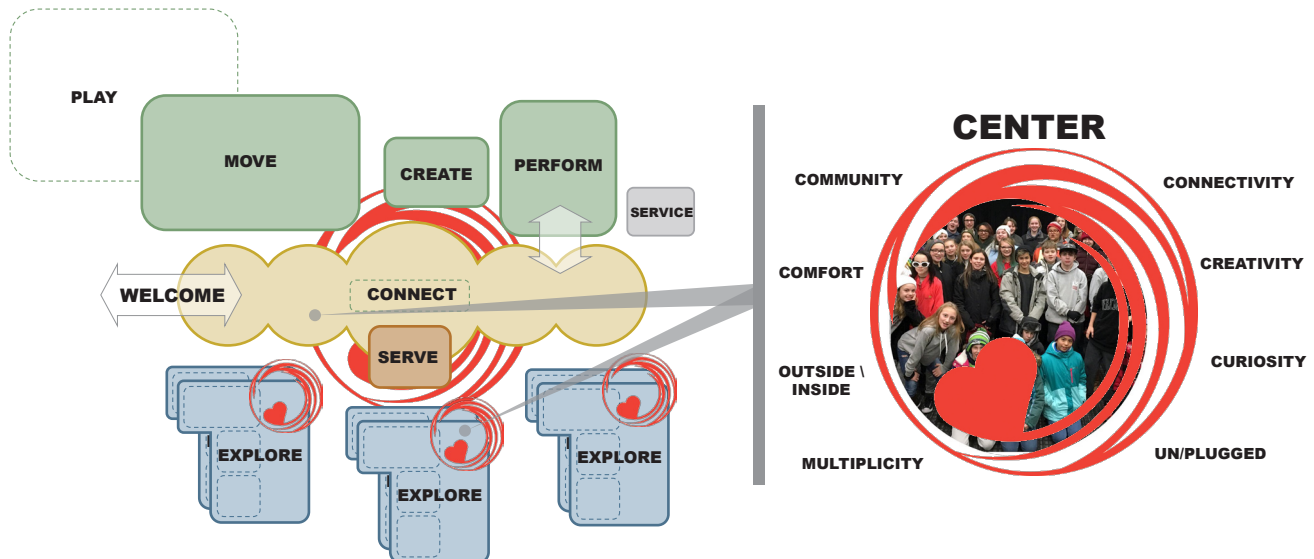 PLAY
MOVE
CREATE
PERFORM
SERVICE
WELCOME
CONNECT
SERVE
EXPLORE
EXPLORE
EXPLORE
CENTER
COMMUNITY
CONNECTIVITY
COMFORT
CREATIVITY
OUTSIDE \
INSIDE
CURIOSITY
MULTIPLICITY
UN/PLUGGED